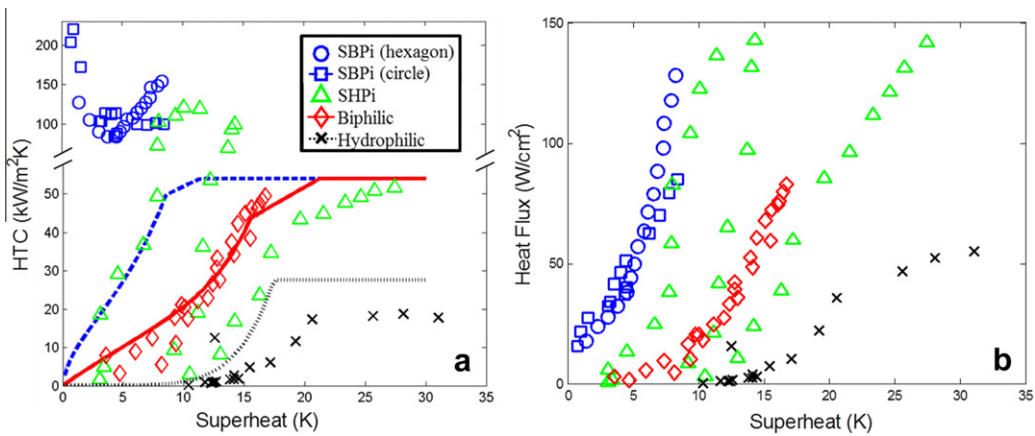 200
150
100
60
50
40
30
20
10
0
HTC (kW/m²K)
SBPi (hexagon)
SBPi (circle)
SHPi
Biphilic
Hydrophilic
a
0 5 10 15 20 25 30 35
Superheat (K)
150
100
50
0
Heat Flux (W/cm²)
b
0 5 10 15 20 25 30 35
Superheat (K)